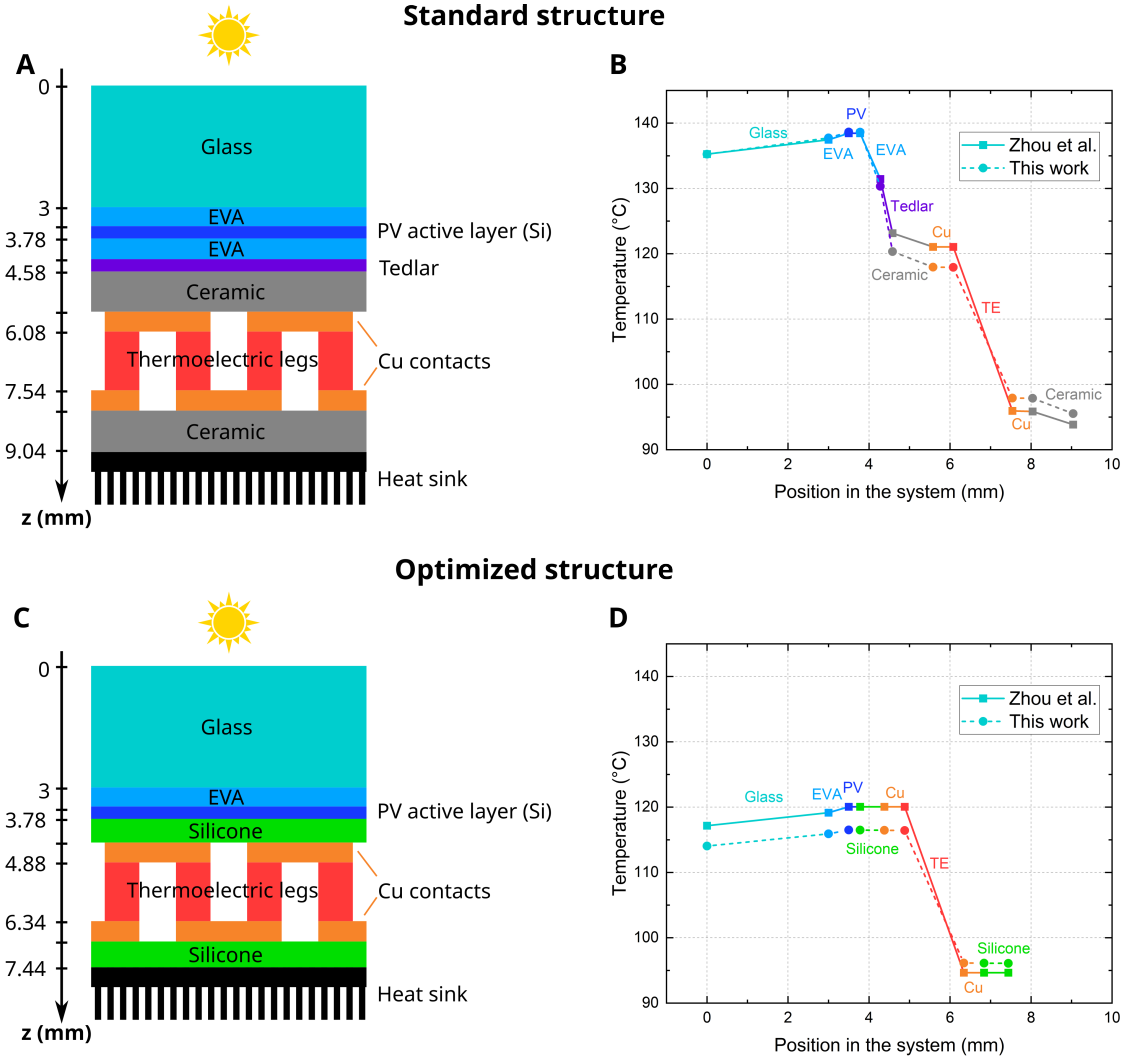 Standard structure
A
0
3
3.78
4.58
6.08
7.54
9.04
z (mm)
Glass
EVA
EVA
Ceramic
Thermoelectric legs
Ceramic
PV active layer (Si)
Tedlar
Cu contacts
Heat sink
B
Temperature (°C)
140
130
120
110
100
90
0 2 4 6 8 10
Position in the system (mm)
Zhou et al.
This work
Glass
PV
EVA
EVA
Tedlar
Cu
Ceramic
TE
Ceramic
Cu
Optimized structure
C
0
3
3.78
4.88
6.34
7.44
z (mm)
Glass
EVA
Silicone
Thermoelectric legs
Silicone
PV active layer (Si)
Cu contacts
Heat sink
D
Temperature (°C)
140
130
120
110
100
90
0 2 4 6 8 10
Position in the system (mm)
Zhou et al.
This work
Glass
EVA
PV
Cu
Silicone
TE
Silicone
Cu